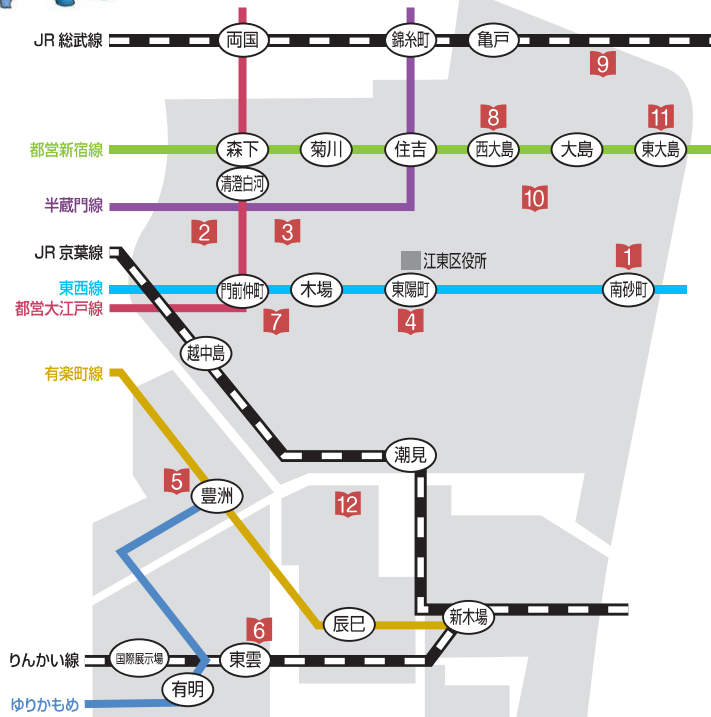 JR 総武線
両国
錦糸町
亀戸
9
8
11
都営新宿線
森下
菊川
住吉
西大島
大島
東大島
清澄白河
10
半蔵門線
2
3
JR 京葉線
江東区役所
1
東西線
門前仲町
木場
東陽町
南砂町
都営大江戸線
7
4
越中島
有楽町線
潮見
5
豊洲
12
辰巳
新木場
6
りんかい線
国際展示場
東雲
有明
ゆりかもめ